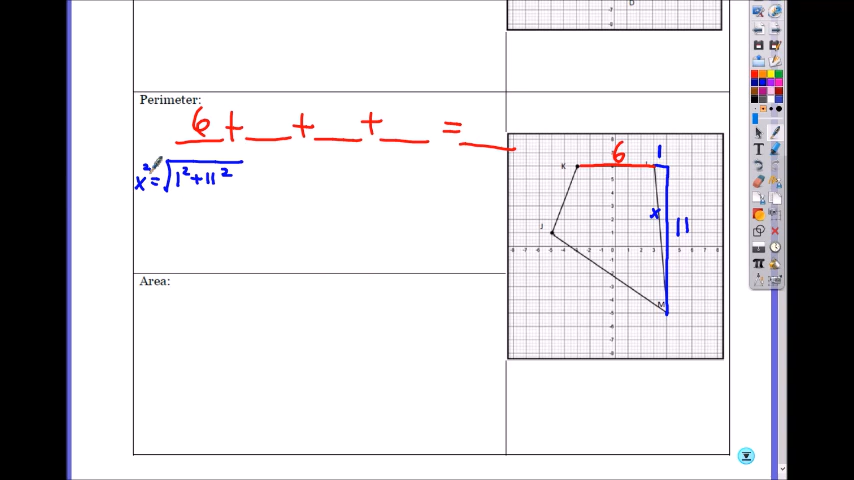 D
Perimeter:
6 + __ + __ + __ = __
x² = √1² + 11²
6
1
K
x
11
J
M
Area: